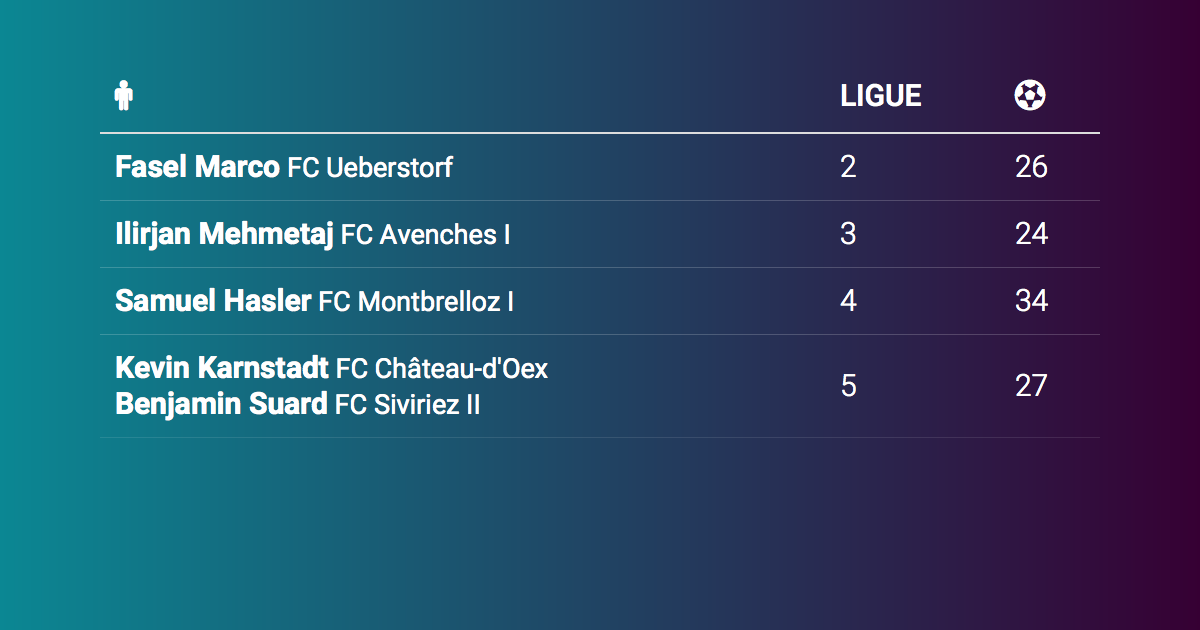 LIGUE
Fasel Marco FC Ueberstorf 2 26
Ilirjan Mehmetaj FC Avenches I 3 24
Samuel Hasler FC Montbrelloz I 4 34
Kevin Karnstadt FC Château-d'Oex
Benjamin Suard FC Siviriez II
5 27